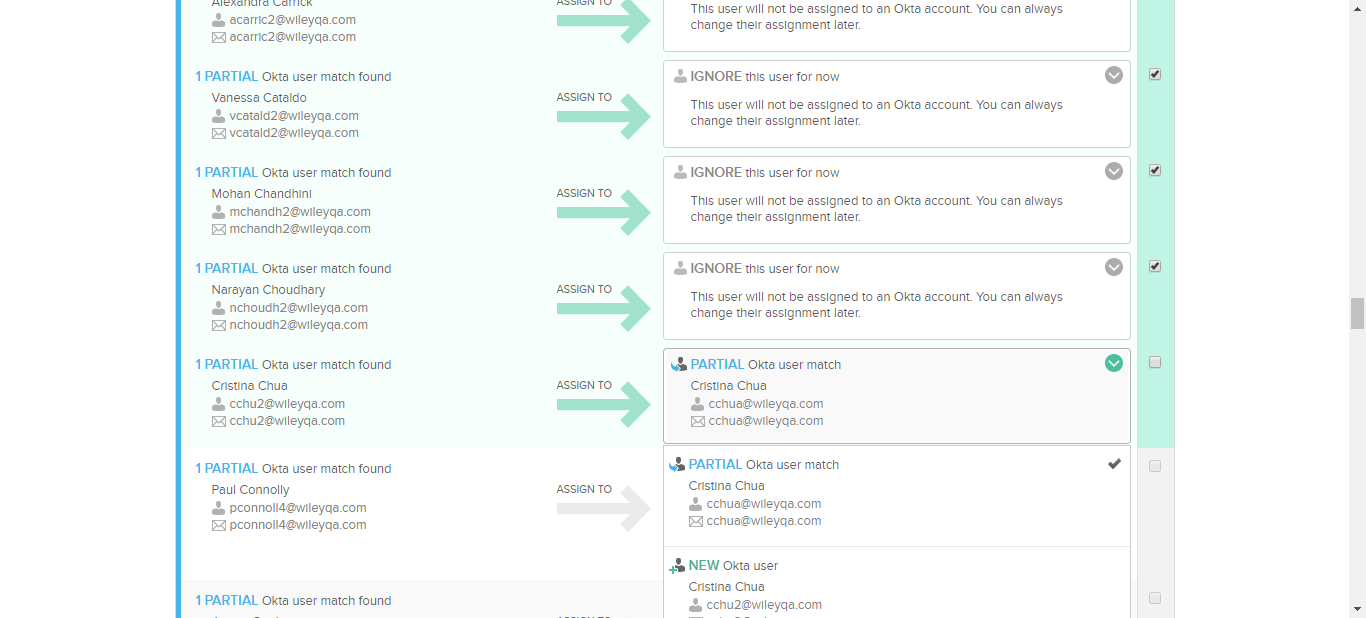 Alexandra Carrick
acarric2@wileyqa.com
acarric2@wileyqa.com
ASSIGN TO
This user will not be assigned to an Okta account. You can always
change their assignment later.
1 PARTIAL Okta user match found
Vanessa Cataldo
vcatald2@wileyqa.com
vcatald2@wileyqa.com
ASSIGN TO
IGNORE this user for now
This user will not be assigned to an Okta account. You can always
change their assignment later.
1 PARTIAL Okta user match found
Mohan Chandhini
mchandh2@wileyqa.com
mchandh2@wileyqa.com
ASSIGN TO
IGNORE this user for now
This user will not be assigned to an Okta account. You can always
change their assignment later.
1 PARTIAL Okta user match found
Narayan Choudhary
nchoudh2@wileyqa.com
nchoudh2@wileyqa.com
ASSIGN TO
IGNORE this user for now
This user will not be assigned to an Okta account. You can always
change their assignment later.
1 PARTIAL Okta user match found
Cristina Chua
cchu2@wileyqa.com
cchu2@wileyqa.com
ASSIGN TO
PARTIAL Okta user match
Cristina Chua
cchua@wileyqa.com
cchua@wileyqa.com
1 PARTIAL Okta user match found
Paul Connolly
pconnoll4@wileyqa.com
pconnoll4@wileyqa.com
ASSIGN TO
PARTIAL Okta user match
Cristina Chua
cchua@wileyqa.com
cchua@wileyqa.com
NEW Okta user
Cristina Chua
cchu2@wileyqa.com
1 PARTIAL Okta user match found
ASSIGN TO